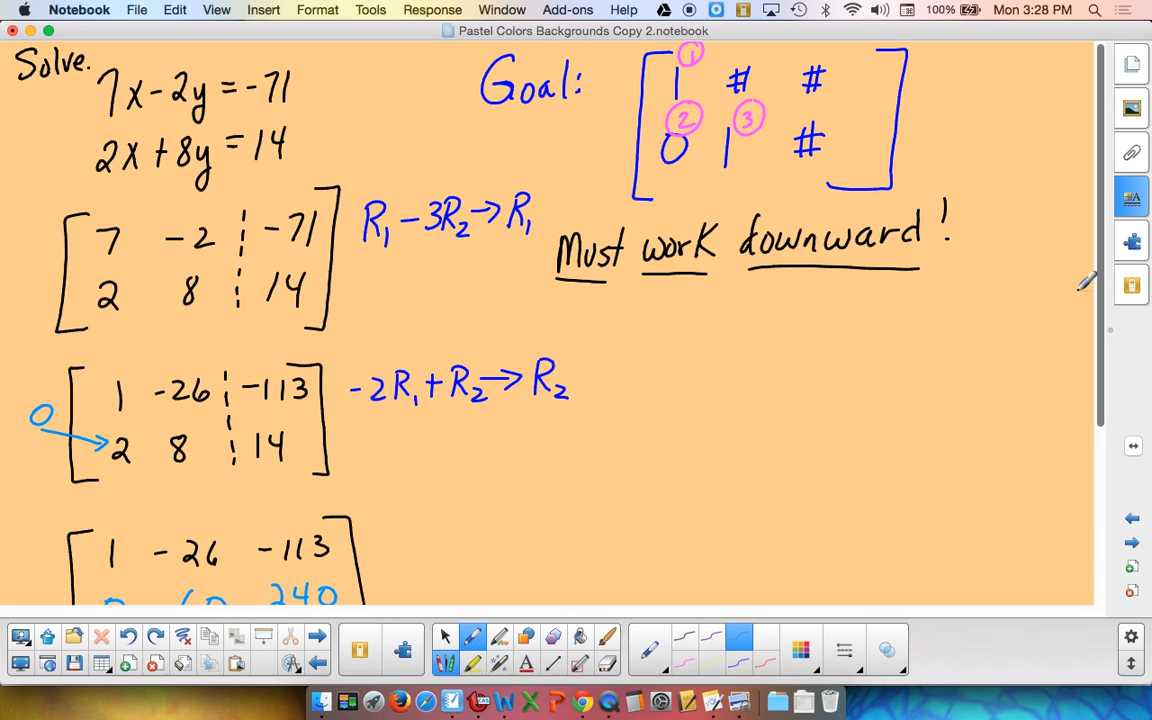 Notebook File Edit View Insert Format Tools Response Window Add-ons Help 100% Mon 3:28 PM
Pastel Colors Backgrounds Copy 2.notebook
Solve.
7x - 2y = -71
2x + 8y = 14
Goal:
1 # #
0 1 #
1 2 3
7 -2 -71
2 8 14
R₁ - 3R₂ → R₁
Must work downward!
1 -26 -113
2 8 14
0
-2R₁ + R₂ → R₂
1 -26 -113
0 60 240